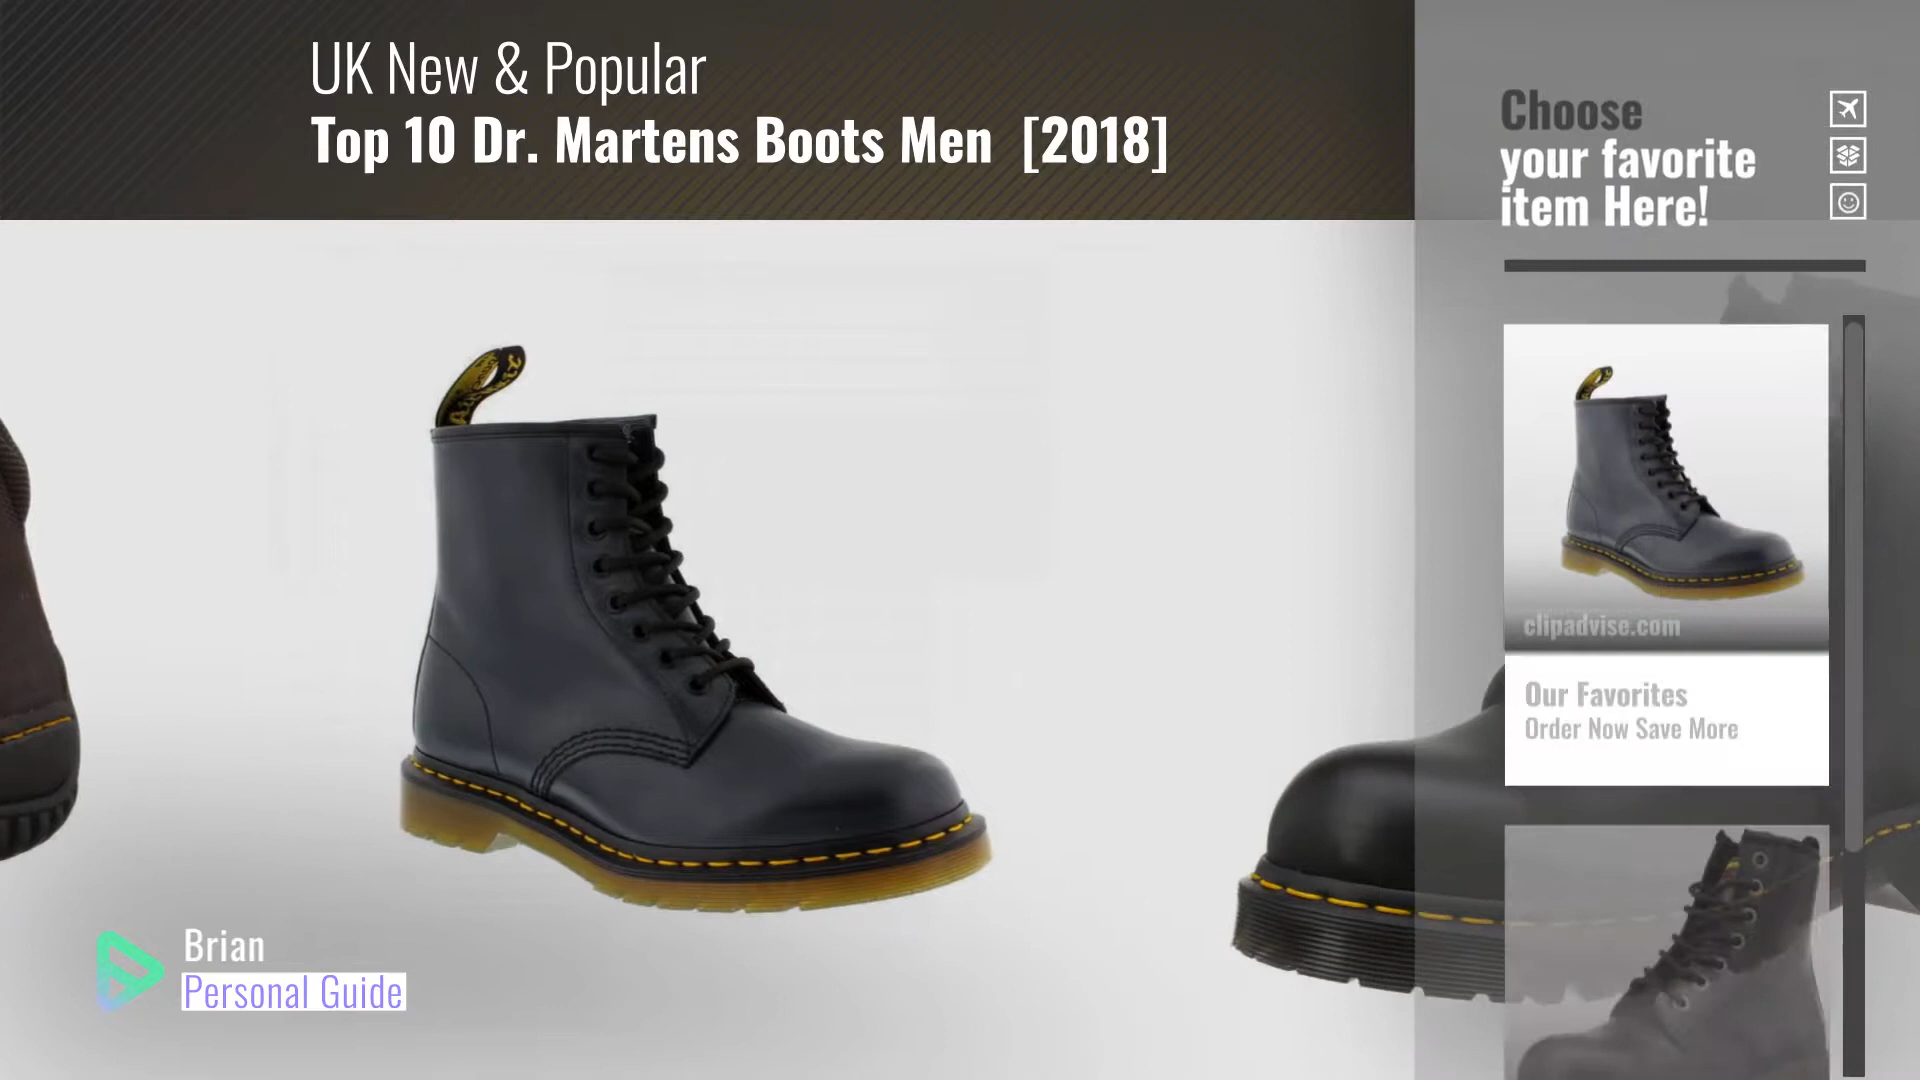 UK New & Popular
Top 10 Dr. Martens Boots Men [2018]
Choose
your favorite
item Here!
clipadvise.com
Our Favorites
Order Now Save More
Brian
Personal Guide